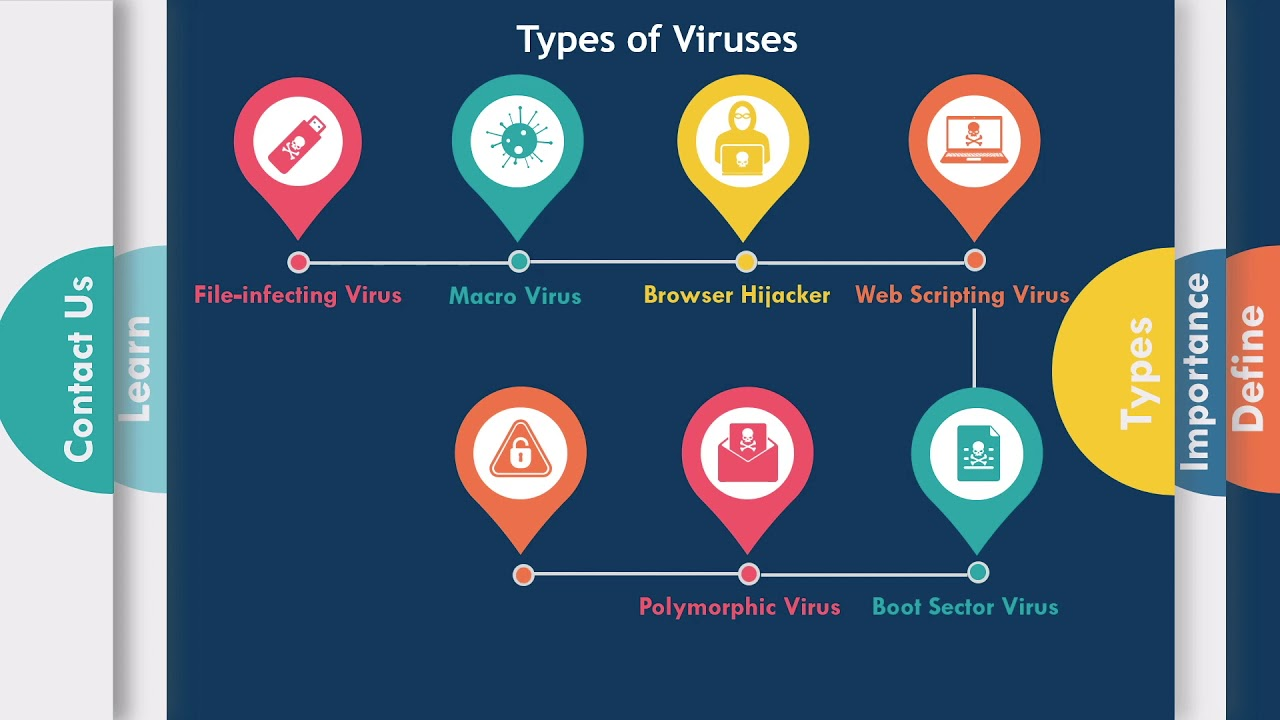 Types of Viruses
File-infecting Virus
Macro Virus
Browser Hijacker
Web Scripting Virus
Polymorphic Virus
Boot Sector Virus
Contact Us
Learn
Types
Importance
Define